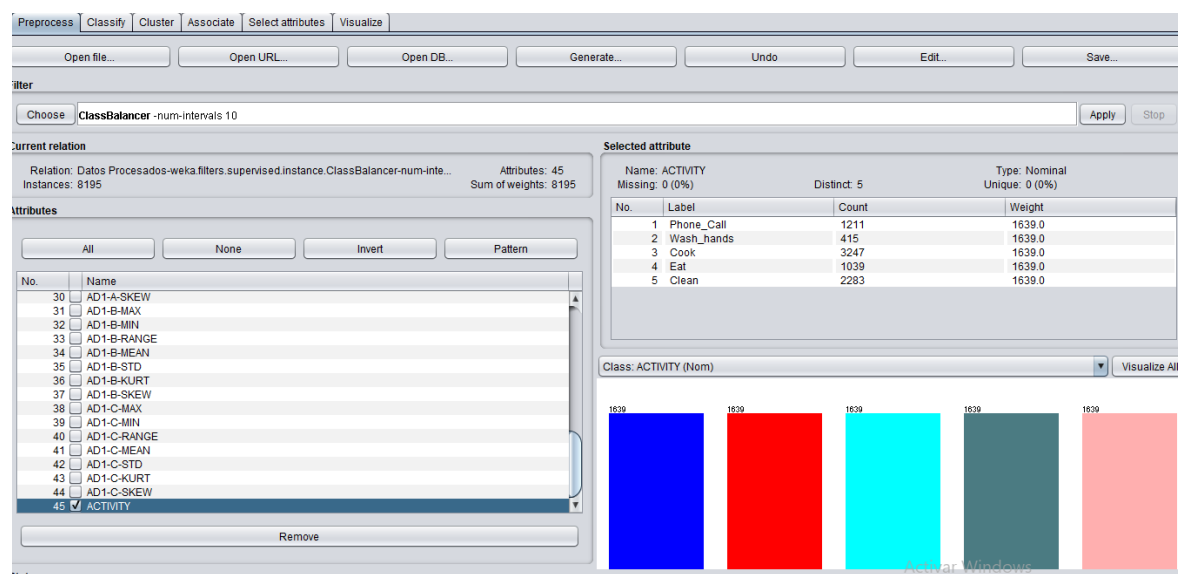 Preprocess Classify Cluster Associate Select attributes Visualize
Open file... Open URL... Open DB... Generate... Undo Edit... Save...
Filter
Choose ClassBalancer -num-intervals 10 Apply Stop
Current relation
Relation: Datos Procesados-weka.filters.supervised.instance.ClassBalancer-num-inte... Attributes: 45
Instances: 8195 Sum of weights: 8195
Attributes
All None Invert Pattern
No. Name
30 AD1-A-SKEW
31 AD1-B-MAX
32 AD1-B-MIN
33 AD1-B-RANGE
34 AD1-B-MEAN
35 AD1-B-STD
36 AD1-B-KURT
37 AD1-B-SKEW
38 AD1-C-MAX
39 AD1-C-MIN
40 AD1-C-RANGE
41 AD1-C-MEAN
42 AD1-C-STD
43 AD1-C-KURT
44 AD1-C-SKEW
45 ACTIVITY
Remove
Selected attribute
Name: ACTIVITY Type: Nominal
Missing: 0 (0%) Distinct: 5 Unique: 0 (0%)
No. Label Count Weight
1 Phone_Call 1211 1639.0
2 Wash_hands 415 1639.0
3 Cook 3247 1639.0
4 Eat 1039 1639.0
5 Clean 2283 1639.0
Class: ACTIVITY (Nom) Visualize All
1639 1639 1639 1639 1639
Activar Windows